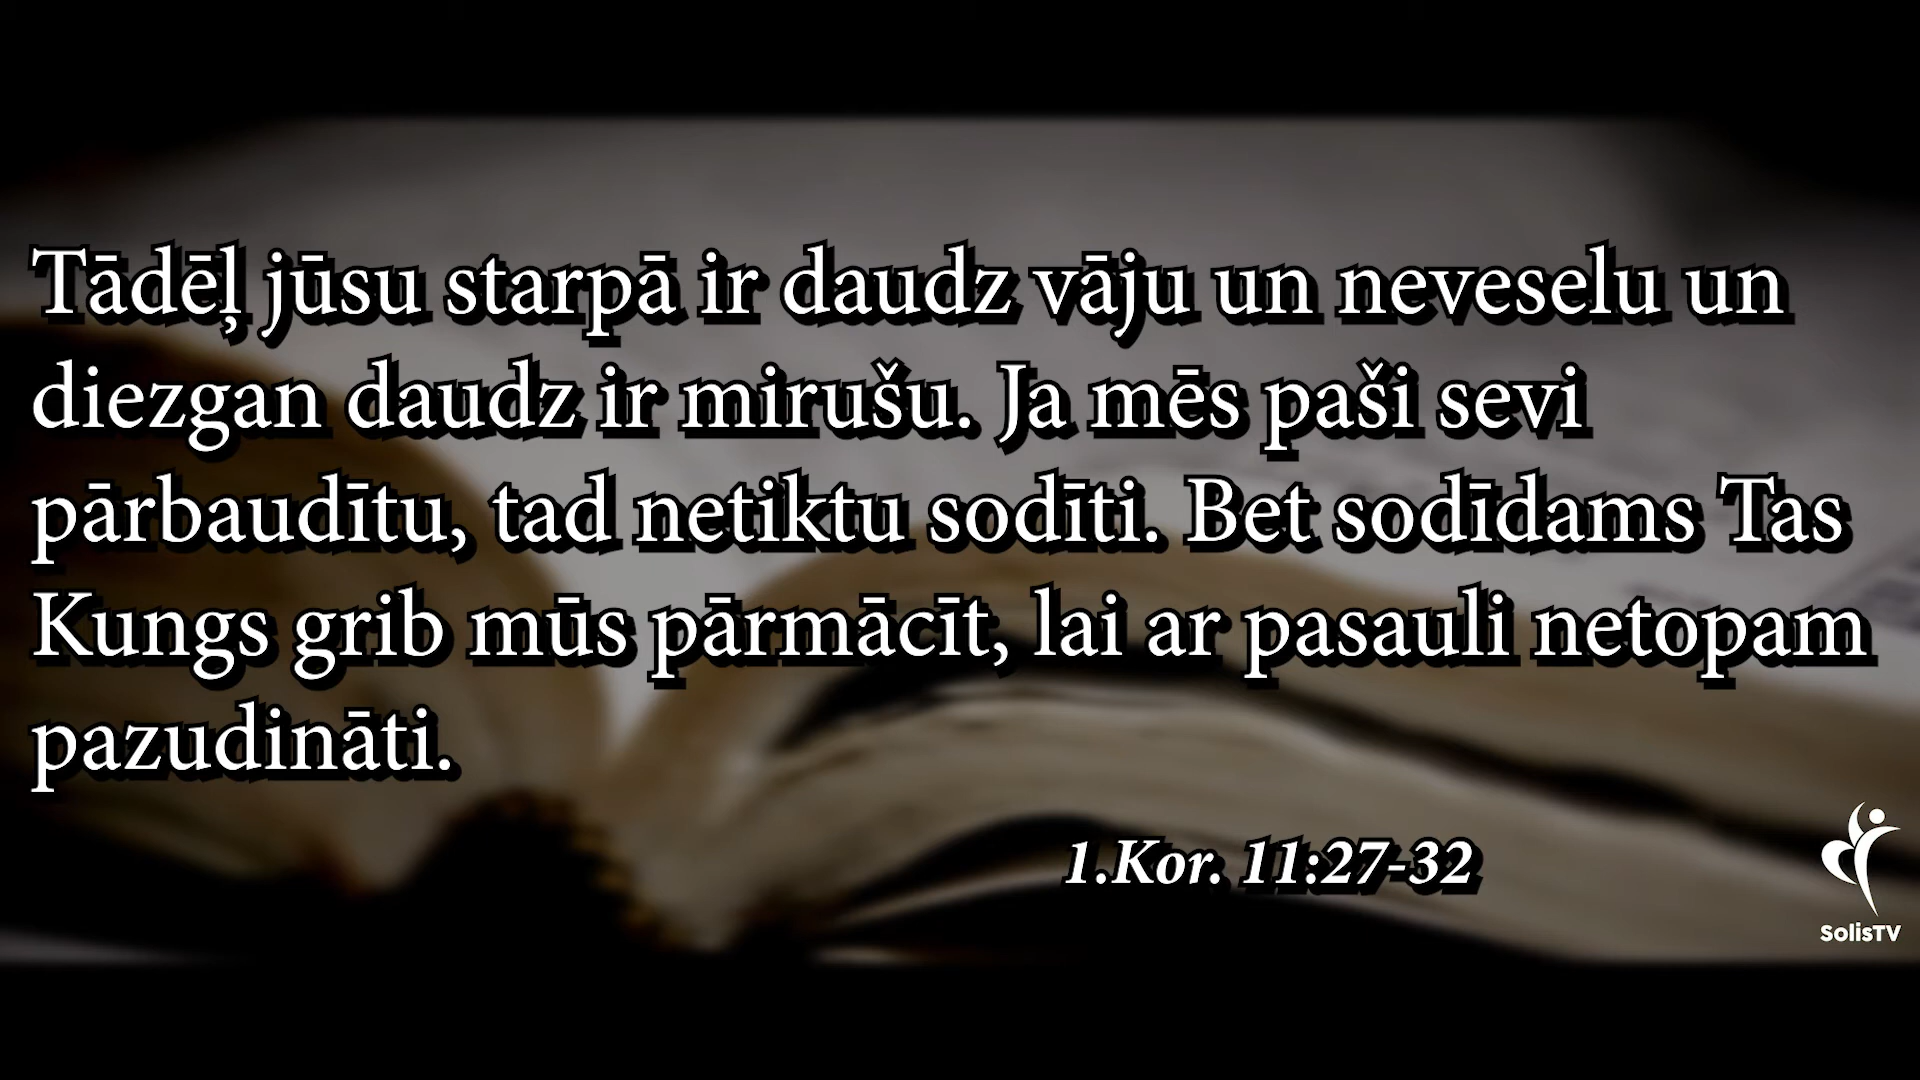 Tādēļ jūsu starpā ir daudz vāju un neveselu un
diezgan daudz ir mirušu. Ja mēs paši sevi
pārbaudītu, tad netiktu sodīti. Bet sodīdams Tas
Kungs grib mūs pārmācīt, lai ar pasauli netopam
pazudināti.
1.Kor. 11:27-32
SolisTV